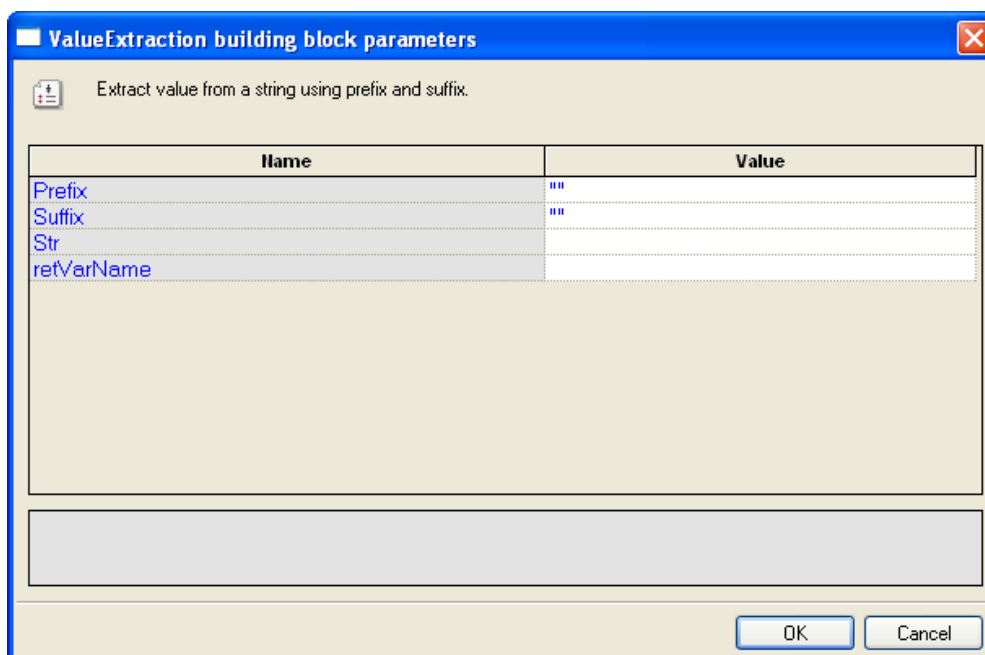 ValueExtraction building block parameters
Extract value from a string using prefix and suffix.
Name Value
Prefix ""
Suffix ""
Str
retVarName
OK Cancel